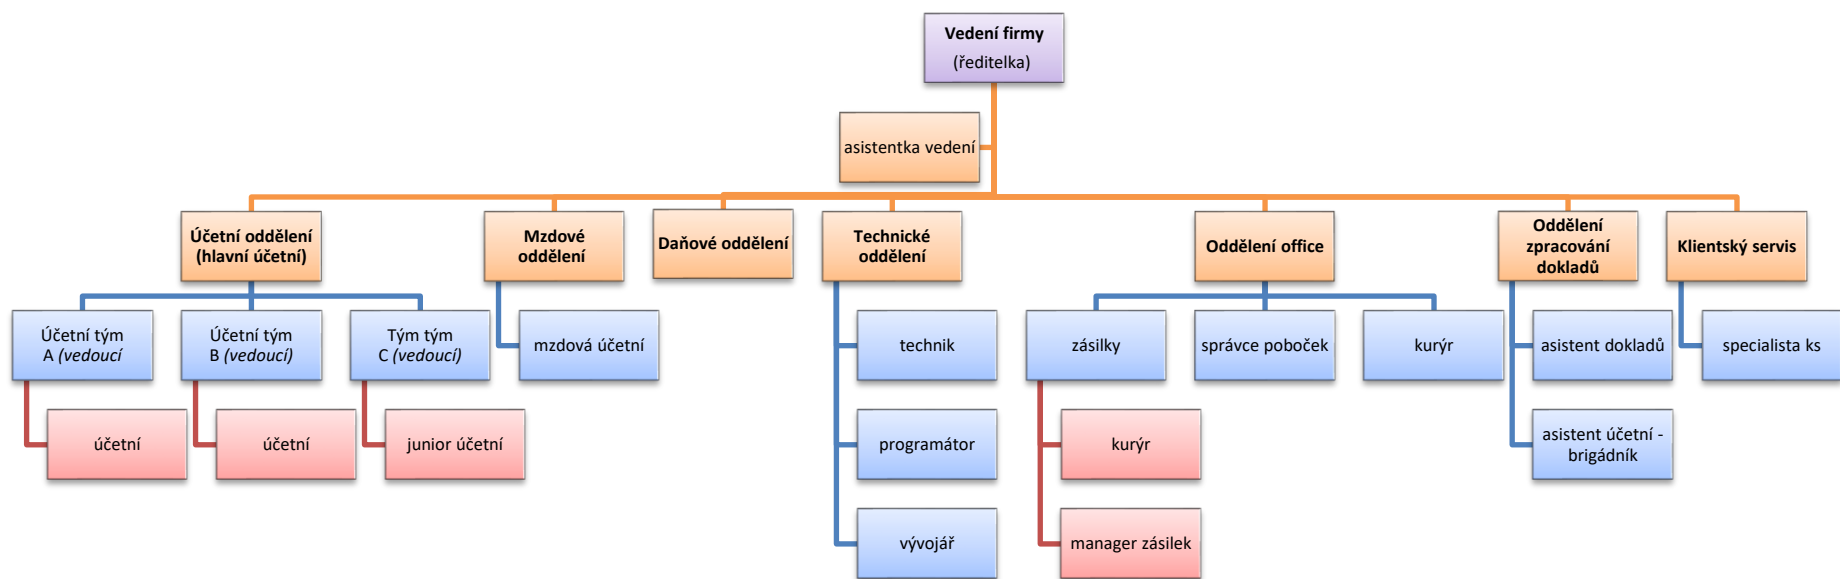 Vedení firmy
(ředitelka)
asistentka vedení
Účetní oddělení
(hlavní účetní)
Mzdové
oddělení
Daňové oddělení
Technické
oddělení
Oddělení office
Oddělení
zpracování
dokladů
Klientský servis
Účetní tým
A (vedoucí
Účetní tým
B (vedoucí)
Tým tým
C (vedoucí)
mzdová účetní
technik
zásilky
správce poboček
kurýr
asistent dokladů
specialista ks
účetní
účetní
junior účetní
programátor
kurýr
asistent účetní -
brigádník
vývojář
manager zásilek